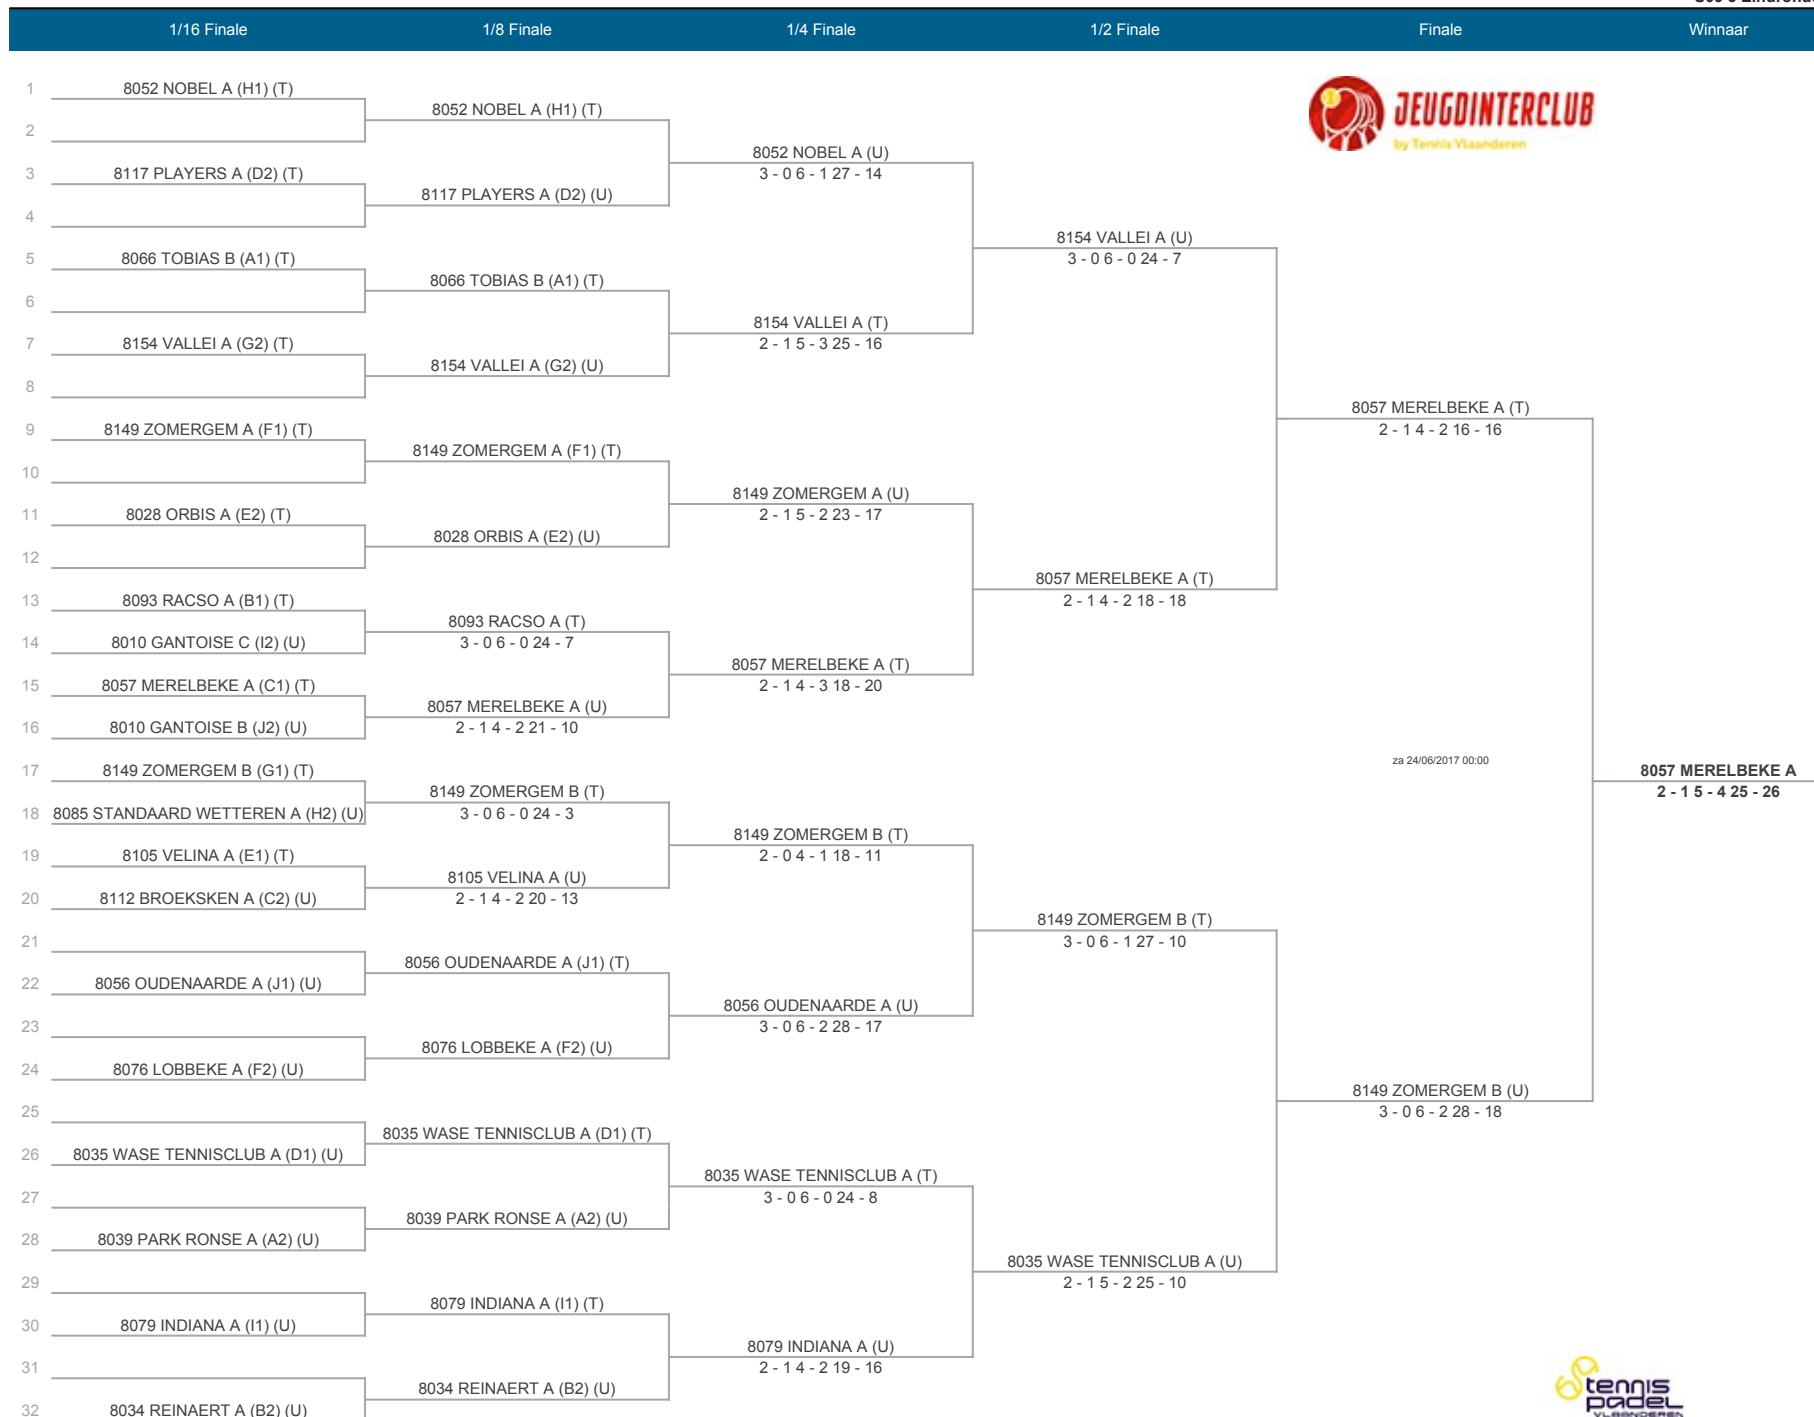 1/16 Finale 1/8 Finale 1/4 Finale 1/2 Finale Finale Winnaar
JEUGDINTERCLUB
by Tennis Vlaanderen
1 8052 NOBEL A (H1) (T)
2
3 8117 PLAYERS A (D2) (T)
4
5 8066 TOBIAS B (A1) (T)
6
7 8154 VALLEI A (G2) (T)
8
9 8149 ZOMERGEM A (F1) (T)
10
11 8028 ORBIS A (E2) (T)
12
13 8093 RACSO A (B1) (T)
14 8010 GANTOISE C (I2) (U)
15 8057 MERELBEKE A (C1) (T)
16 8010 GANTOISE B (J2) (U)
17 8149 ZOMERGEM B (G1) (T)
18 8085 STANDAARD WETTEREN A (H2) (U)
19 8105 VELINA A (E1) (T)
20 8112 BROEKSKEN A (C2) (U)
21
22 8056 OUDENAARDE A (J1) (U)
23
24 8076 LOBBEKE A (F2) (U)
25
26 8035 WASE TENNISCLUB A (D1) (U)
27
28 8039 PARK RONSE A (A2) (U)
29
30 8079 INDIANA A (I1) (U)
31
32 8034 REINAERT A (B2) (U)
8052 NOBEL A (H1) (T)
8117 PLAYERS A (D2) (U)
8066 TOBIAS B (A1) (T)
8154 VALLEI A (G2) (U)
8149 ZOMERGEM A (F1) (T)
8028 ORBIS A (E2) (U)
8093 RACSO A (T)
3 - 0 6 - 0 24 - 7
8057 MERELBEKE A (U)
2 - 1 4 - 2 21 - 10
8149 ZOMERGEM B (T)
3 - 0 6 - 0 24 - 3
8105 VELINA A (U)
2 - 1 4 - 2 20 - 13
8056 OUDENAARDE A (J1) (T)
8076 LOBBEKE A (F2) (U)
8035 WASE TENNISCLUB A (D1) (T)
8039 PARK RONSE A (A2) (U)
8079 INDIANA A (I1) (T)
8034 REINAERT A (B2) (U)
8052 NOBEL A (U)
3 - 0 6 - 1 27 - 14
8154 VALLEI A (T)
2 - 1 5 - 3 25 - 16
8149 ZOMERGEM A (U)
2 - 1 5 - 2 23 - 17
8057 MERELBEKE A (T)
2 - 1 4 - 3 18 - 20
8149 ZOMERGEM B (T)
2 - 0 4 - 1 18 - 11
8056 OUDENAARDE A (U)
3 - 0 6 - 2 28 - 17
8035 WASE TENNISCLUB A (T)
3 - 0 6 - 0 24 - 8
8079 INDIANA A (U)
2 - 1 4 - 2 19 - 16
8154 VALLEI A (U)
3 - 0 6 - 0 24 - 7
8057 MERELBEKE A (T)
2 - 1 4 - 2 18 - 18
8149 ZOMERGEM B (T)
3 - 0 6 - 1 27 - 10
8035 WASE TENNISCLUB A (U)
2 - 1 5 - 2 25 - 10
8057 MERELBEKE A (T)
2 - 1 4 - 2 16 - 16
za 24/06/2017 00:00
8149 ZOMERGEM B (U)
3 - 0 6 - 2 28 - 18
8057 MERELBEKE A
2 - 1 5 - 4 25 - 26
tennis
padel
VLAANDEREN